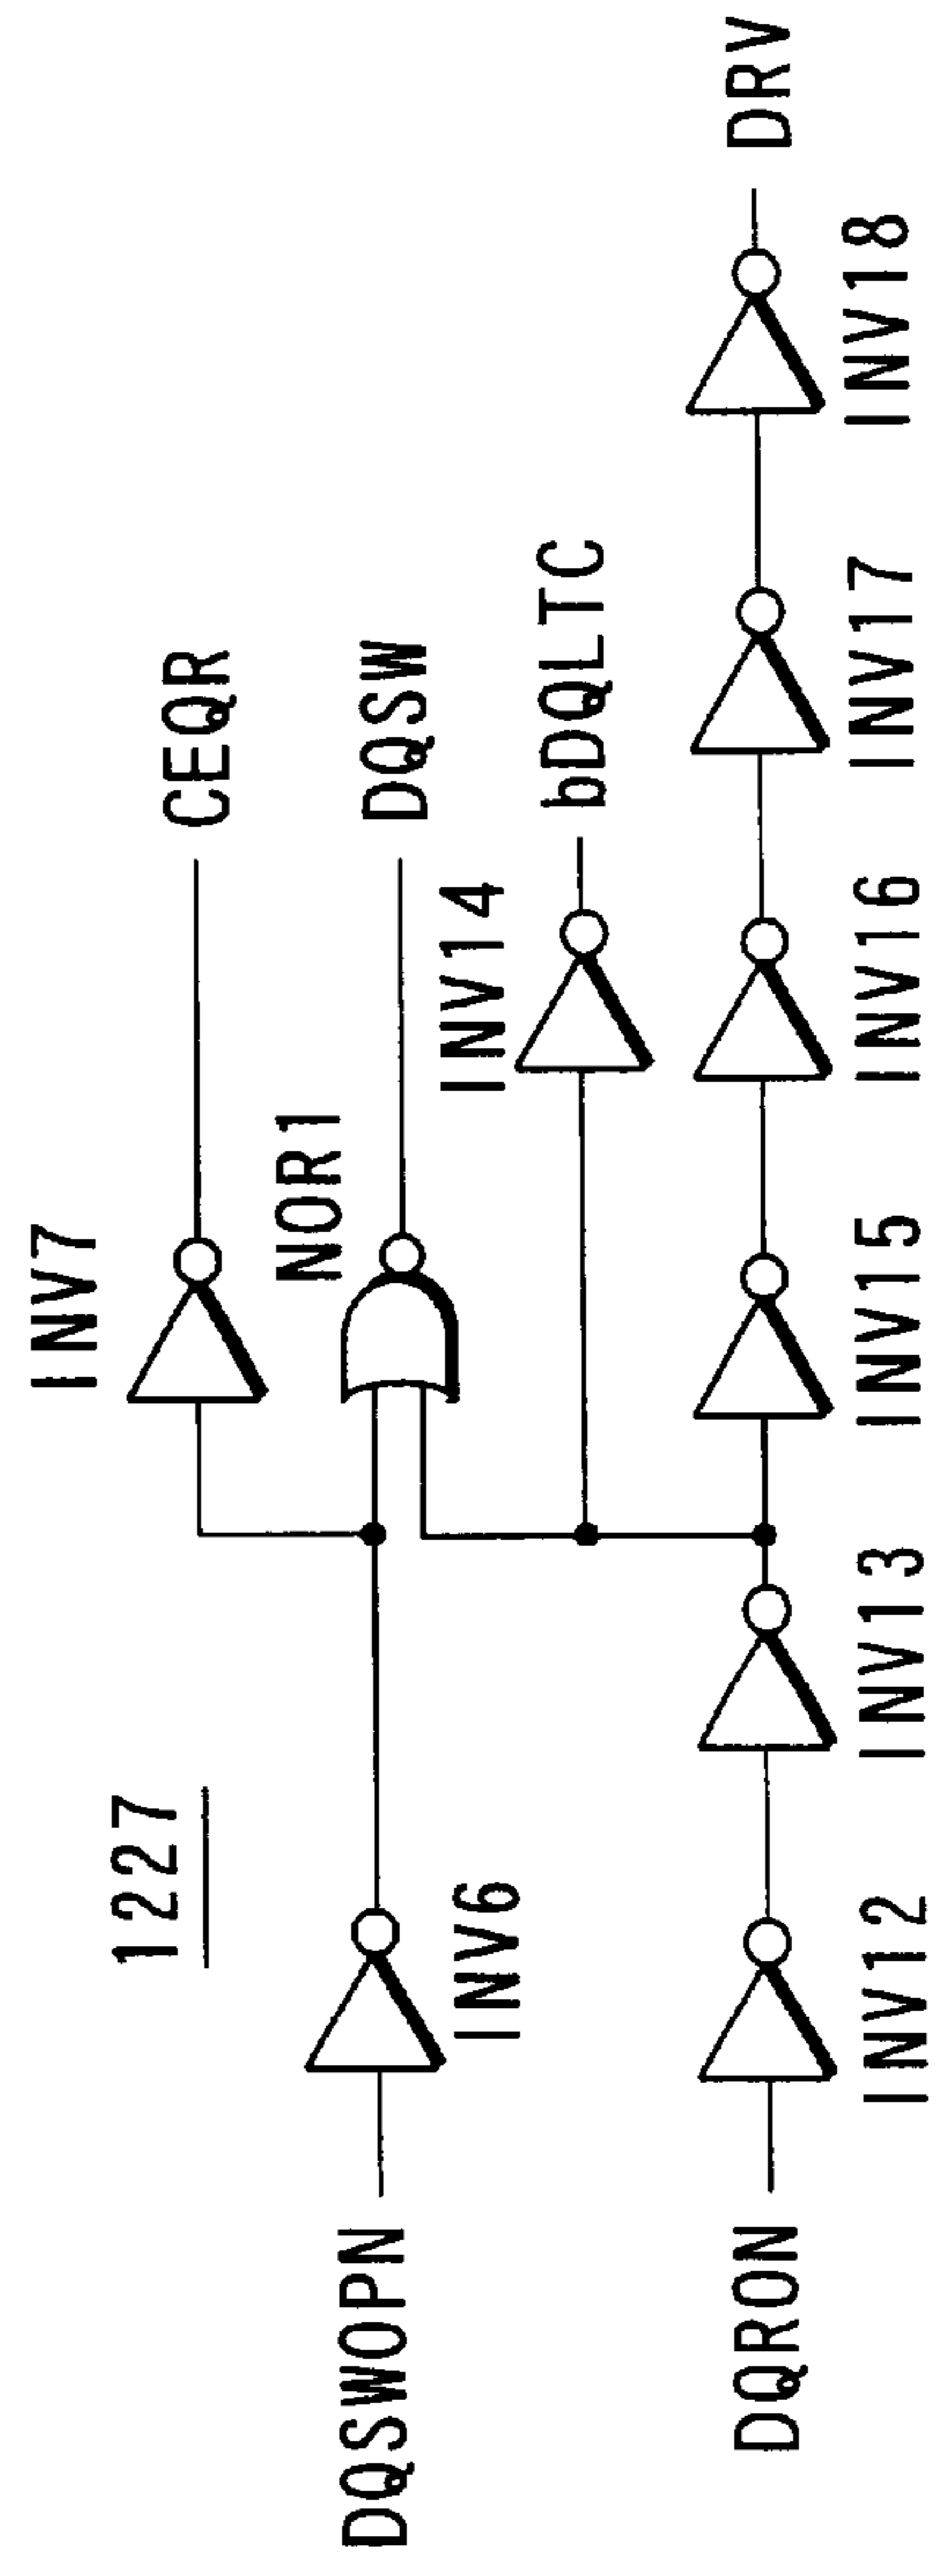 1227
INV7
CEQR
NOR1
DQSW
DQSWOPN
INV6
INV14
bDQLTC
DQRON
INV12
INV13
INV15
INV16
INV17
INV18
DRV